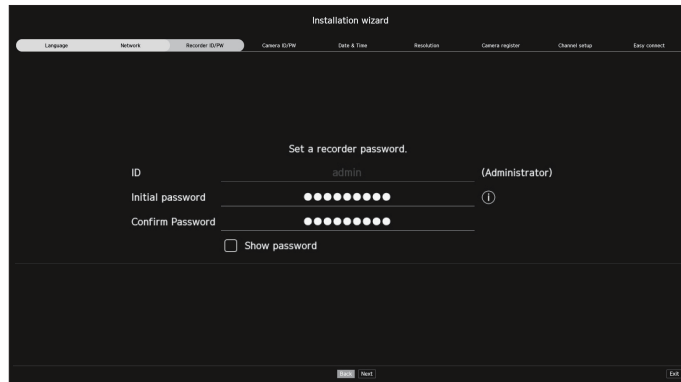 Installation wizard
Language Network Recorder ID/PW Camera ID/PW Date & Time Resolution Camera register Channel setup Easy connect
Set a recorder password.
ID admin (Administrator)
Initial password ●●●●●●●●● i
Confirm Password ●●●●●●●●●
Show password
Back Next Exit